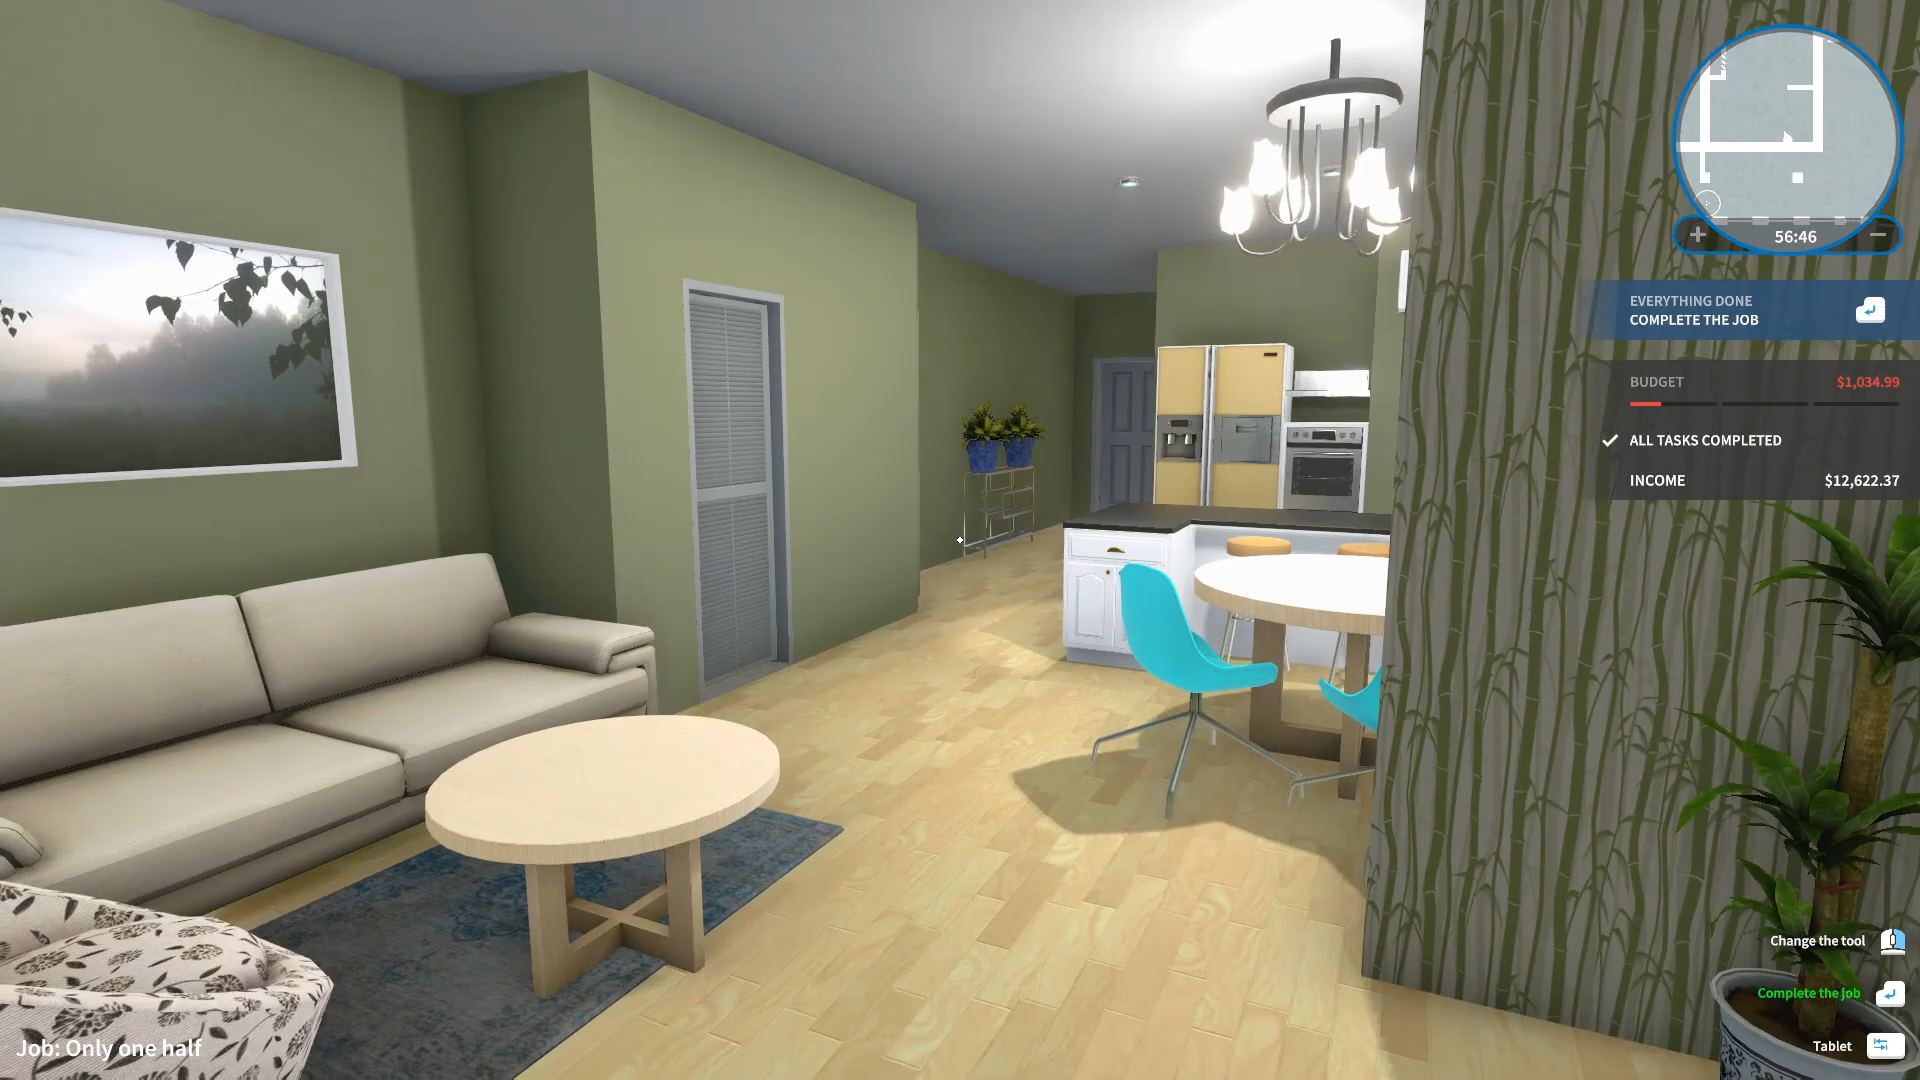 56:46
EVERYTHING DONE
COMPLETE THE JOB
BUDGET $1,034.99
ALL TASKS COMPLETED
INCOME $12,622.37
Change the tool
Complete the job
Tablet
Job: Only one half